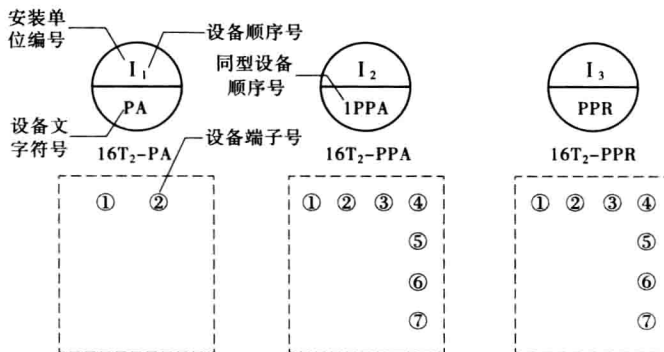 安装单
位编号
设备顺序号
I₁
PA
设备文
字符号
设备端子号
16T₂-PA
① ②
同型设备
顺序号
I₂
1PPA
16T₂-PPA
① ② ③ ④
⑤
⑥
⑦
I₃
PPR
16T₂-PPR
① ② ③ ④
⑤
⑥
⑦